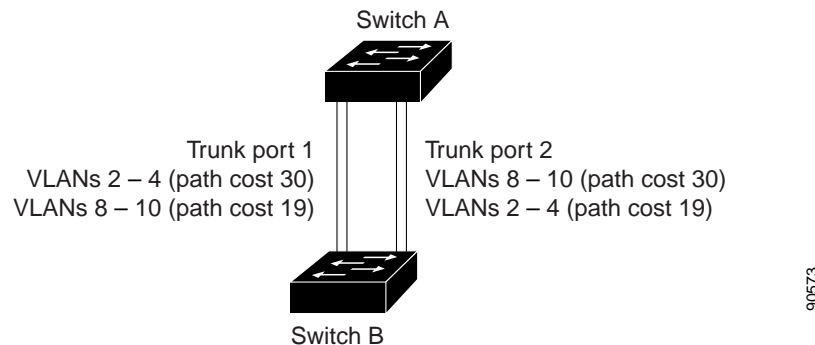 Switch A
Trunk port 1
VLANs 2 – 4 (path cost 30)
VLANs 8 – 10 (path cost 19)
Trunk port 2
VLANs 8 – 10 (path cost 30)
VLANs 2 – 4 (path cost 19)
Switch B
90573